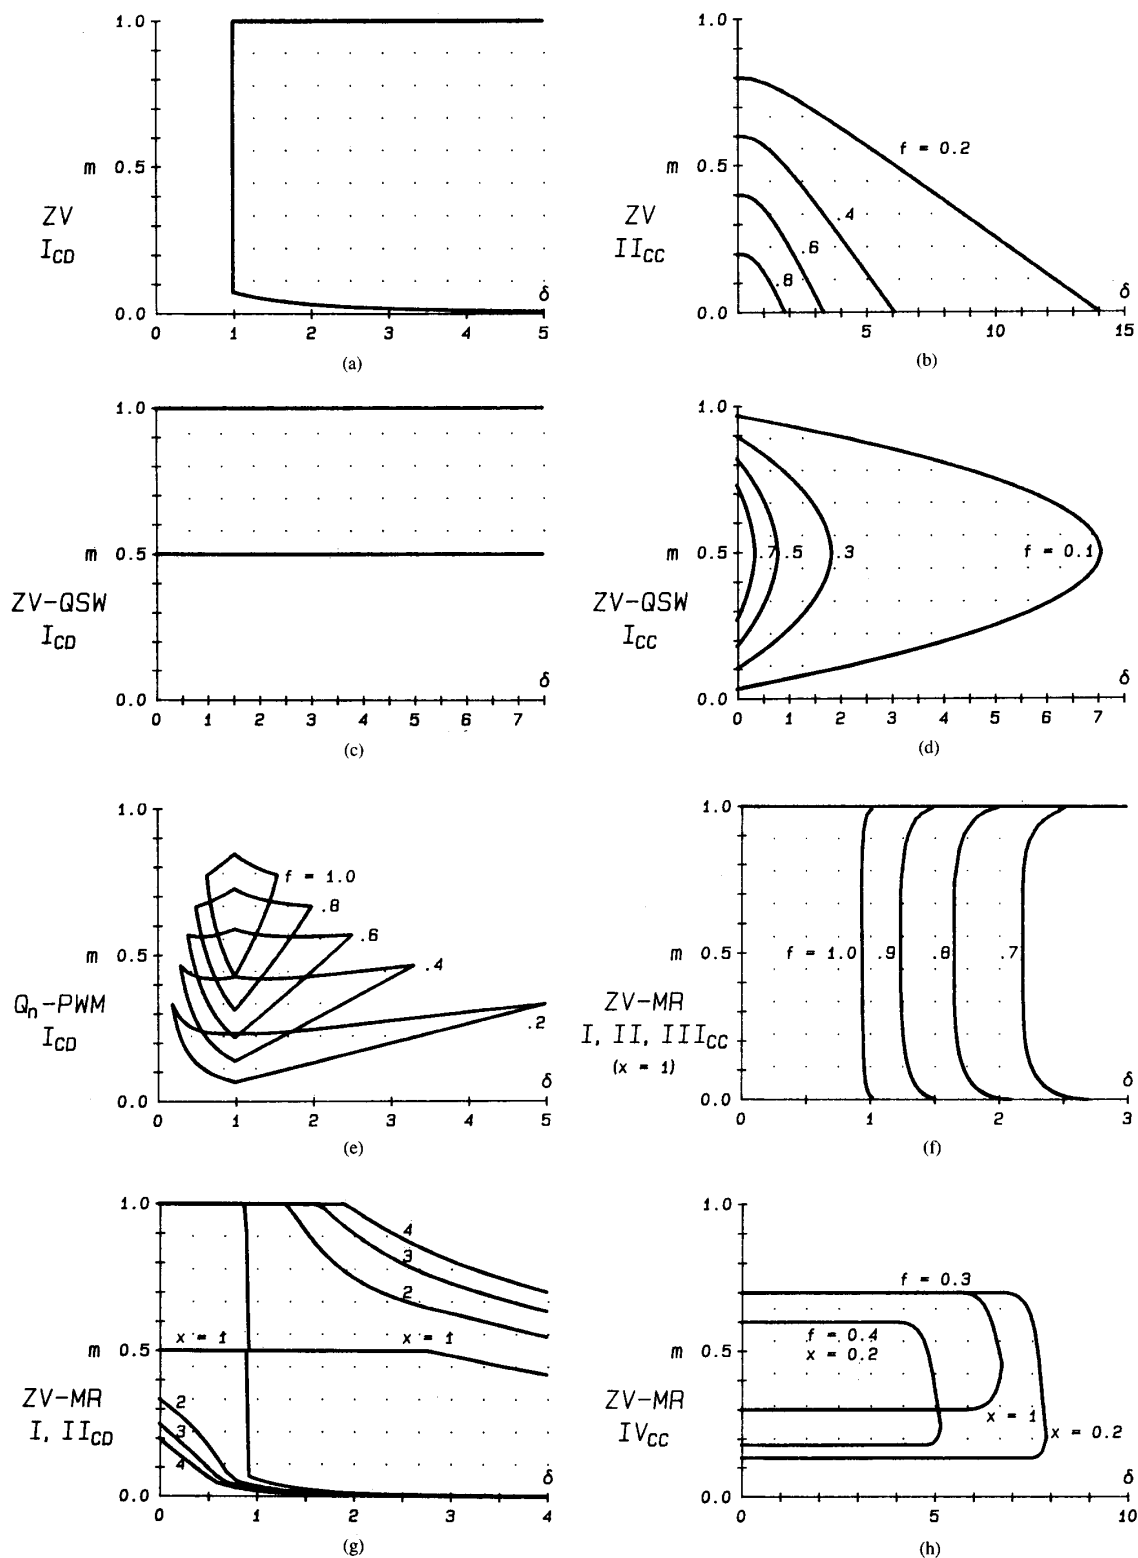 1.0
m 0.5
ZV
I_CD
0.0
δ
0 1 2 3 4 5
(a)
1.0
m 0.5
ZV
II_CC
0.0
f = 0.2
.4
.6
.8
δ
0 5 10 15
(b)
1.0
m 0.5
ZV-QSW
I_CD
0.0
δ
0 1 2 3 4 5 6 7
(c)
1.0
m 0.5
ZV-QSW
I_CC
0.0
.7 .5 .3 f = 0.1
δ
0 1 2 3 4 5 6 7
(d)
1.0
m 0.5
Qn-PWM
I_CD
0.0
f = 1.0
.8
.6
.4
.2
δ
0 1 2 3 4 5
(e)
1.0
m 0.5
f = 1.0 .9 .8 .7
ZV-MR
I, II, III_CC
(x = 1)
0.0
δ
0 1 2 3
(f)
1.0
4
3
2
x = 1 x = 1
m 0.5
ZV-MR
I, II_CD
2
3
4
0.0
δ
0 1 2 3 4
(g)
1.0
f = 0.3
f = 0.4
x = 0.2
m 0.5
ZV-MR
IV_CC
x = 1
x = 0.2
0.0
δ
0 5 10
(h)